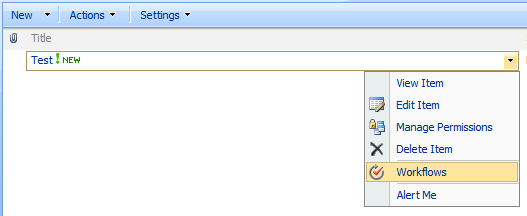 New Actions Settings
Title
Test ! NEW
View Item
Edit Item
Manage Permissions
Delete Item
Workflows
Alert Me